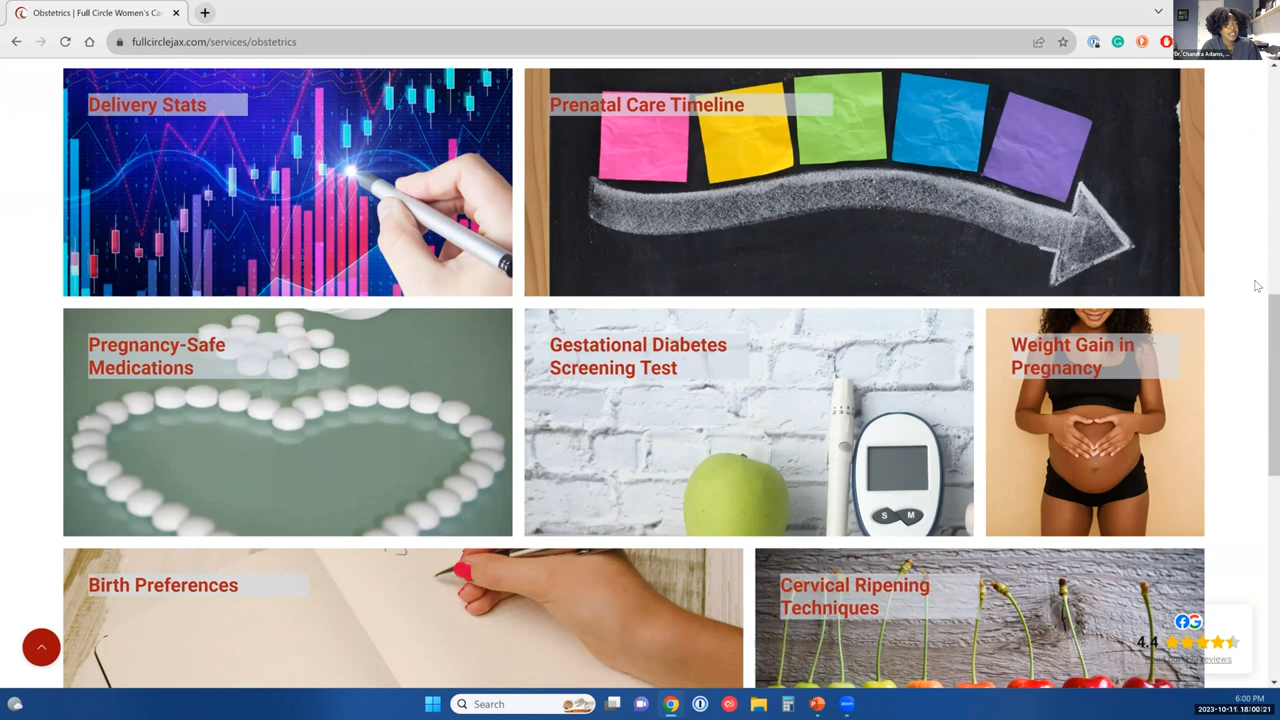 Obstetrics | Full Circle Women's Ca
fullcirclejax.com/services/obstetrics
Dr. Chandra Adams, ...
Delivery Stats
Prenatal Care Timeline
Pregnancy-Safe
Medications
Gestational Diabetes
Screening Test
S M
Weight Gain in
Pregnancy
Birth Preferences
Cervical Ripening
Techniques
4.4
reviews
Search
6:00 PM
2023-10-11 18:00:21